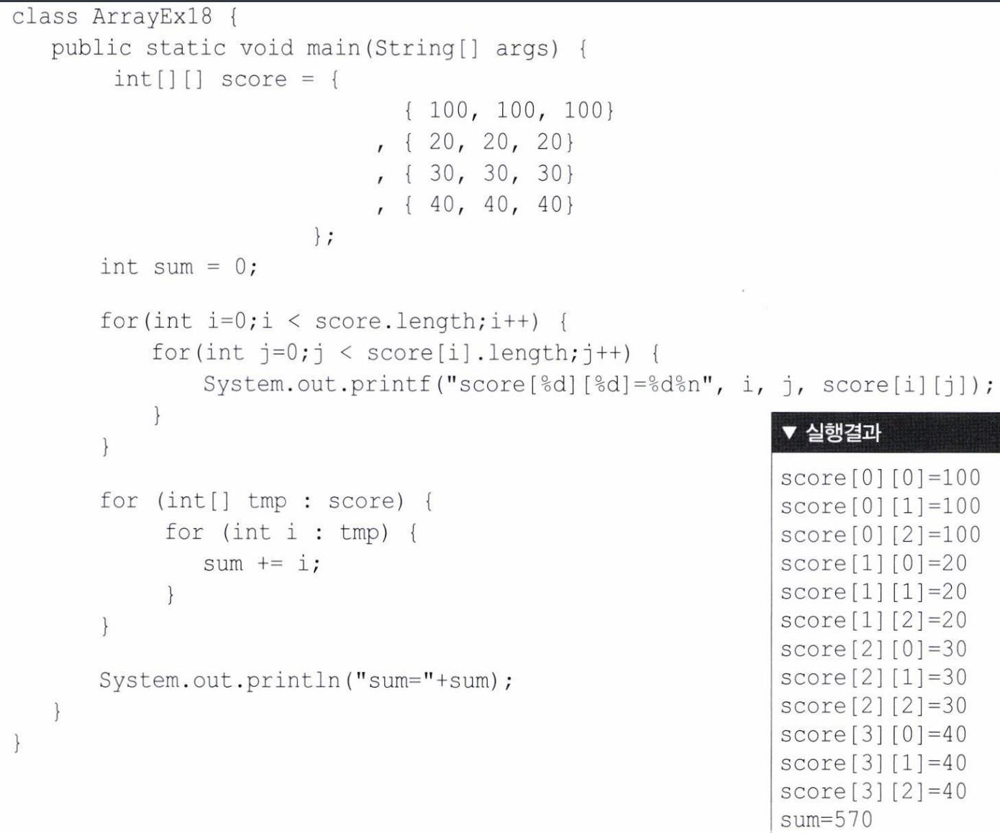 class ArrayEx18 {
public static void main(String[] args) {
int[][] score = {
{ 100, 100, 100}
, { 20, 20, 20}
, { 30, 30, 30}
, { 40, 40, 40}
};
int sum = 0;
for(int i=0;i < score.length;i++) {
for(int j=0;j < score[i].length;j++) {
System.out.printf("score[%d][%d]=%d%n", i, j, score[i][j]);
}
}
for (int[] tmp : score) {
for (int i : tmp) {
sum += i;
}
}
System.out.println("sum="+sum);
}
}
▼ 실행결과
score[0][0]=100
score[0][1]=100
score[0][2]=100
score[1][0]=20
score[1][1]=20
score[1][2]=20
score[2][0]=30
score[2][1]=30
score[2][2]=30
score[3][0]=40
score[3][1]=40
score[3][2]=40
sum=570